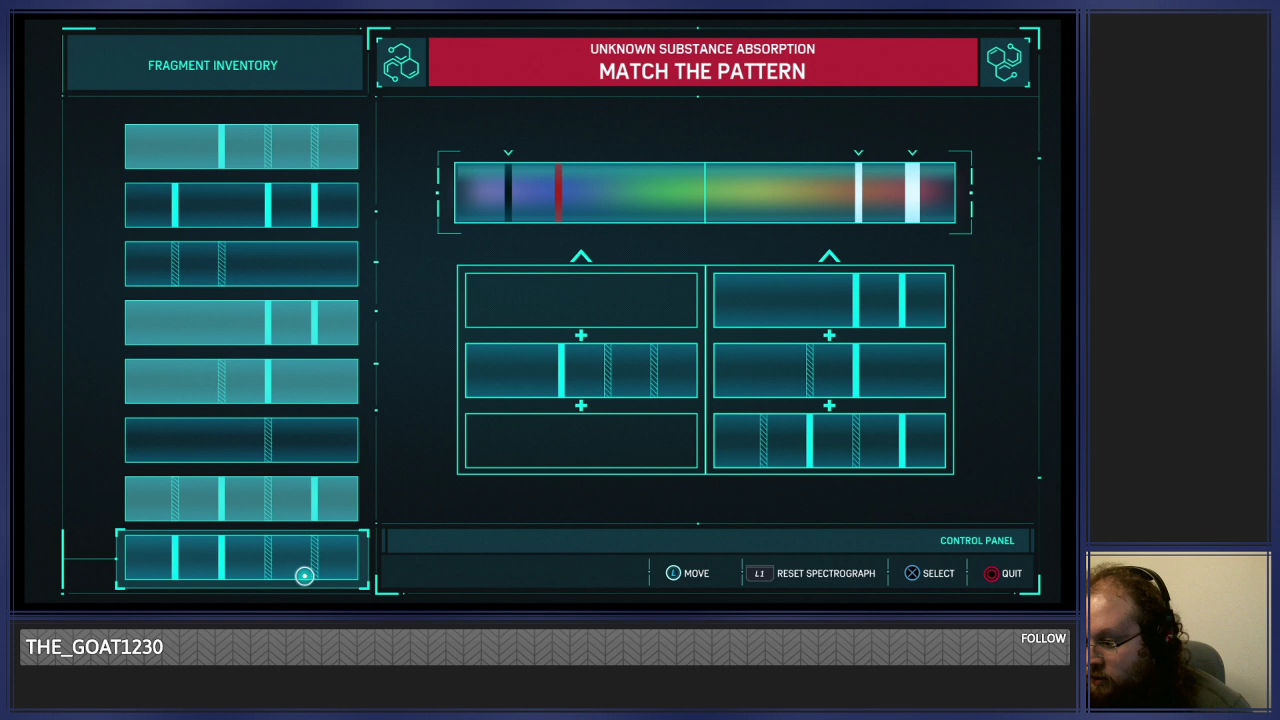 FRAGMENT INVENTORY
UNKNOWN SUBSTANCE ABSORPTION
MATCH THE PATTERN
CONTROL PANEL
L MOVE
L1 RESET SPECTROGRAPH
SELECT
QUIT
THE_GOAT1230
FOLLOW